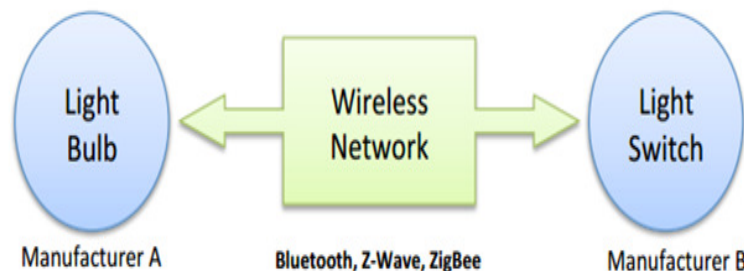 Light
Bulb
Wireless
Network
Light
Switch
Manufacturer A
Bluetooth, Z-Wave, ZigBee
Manufacturer B